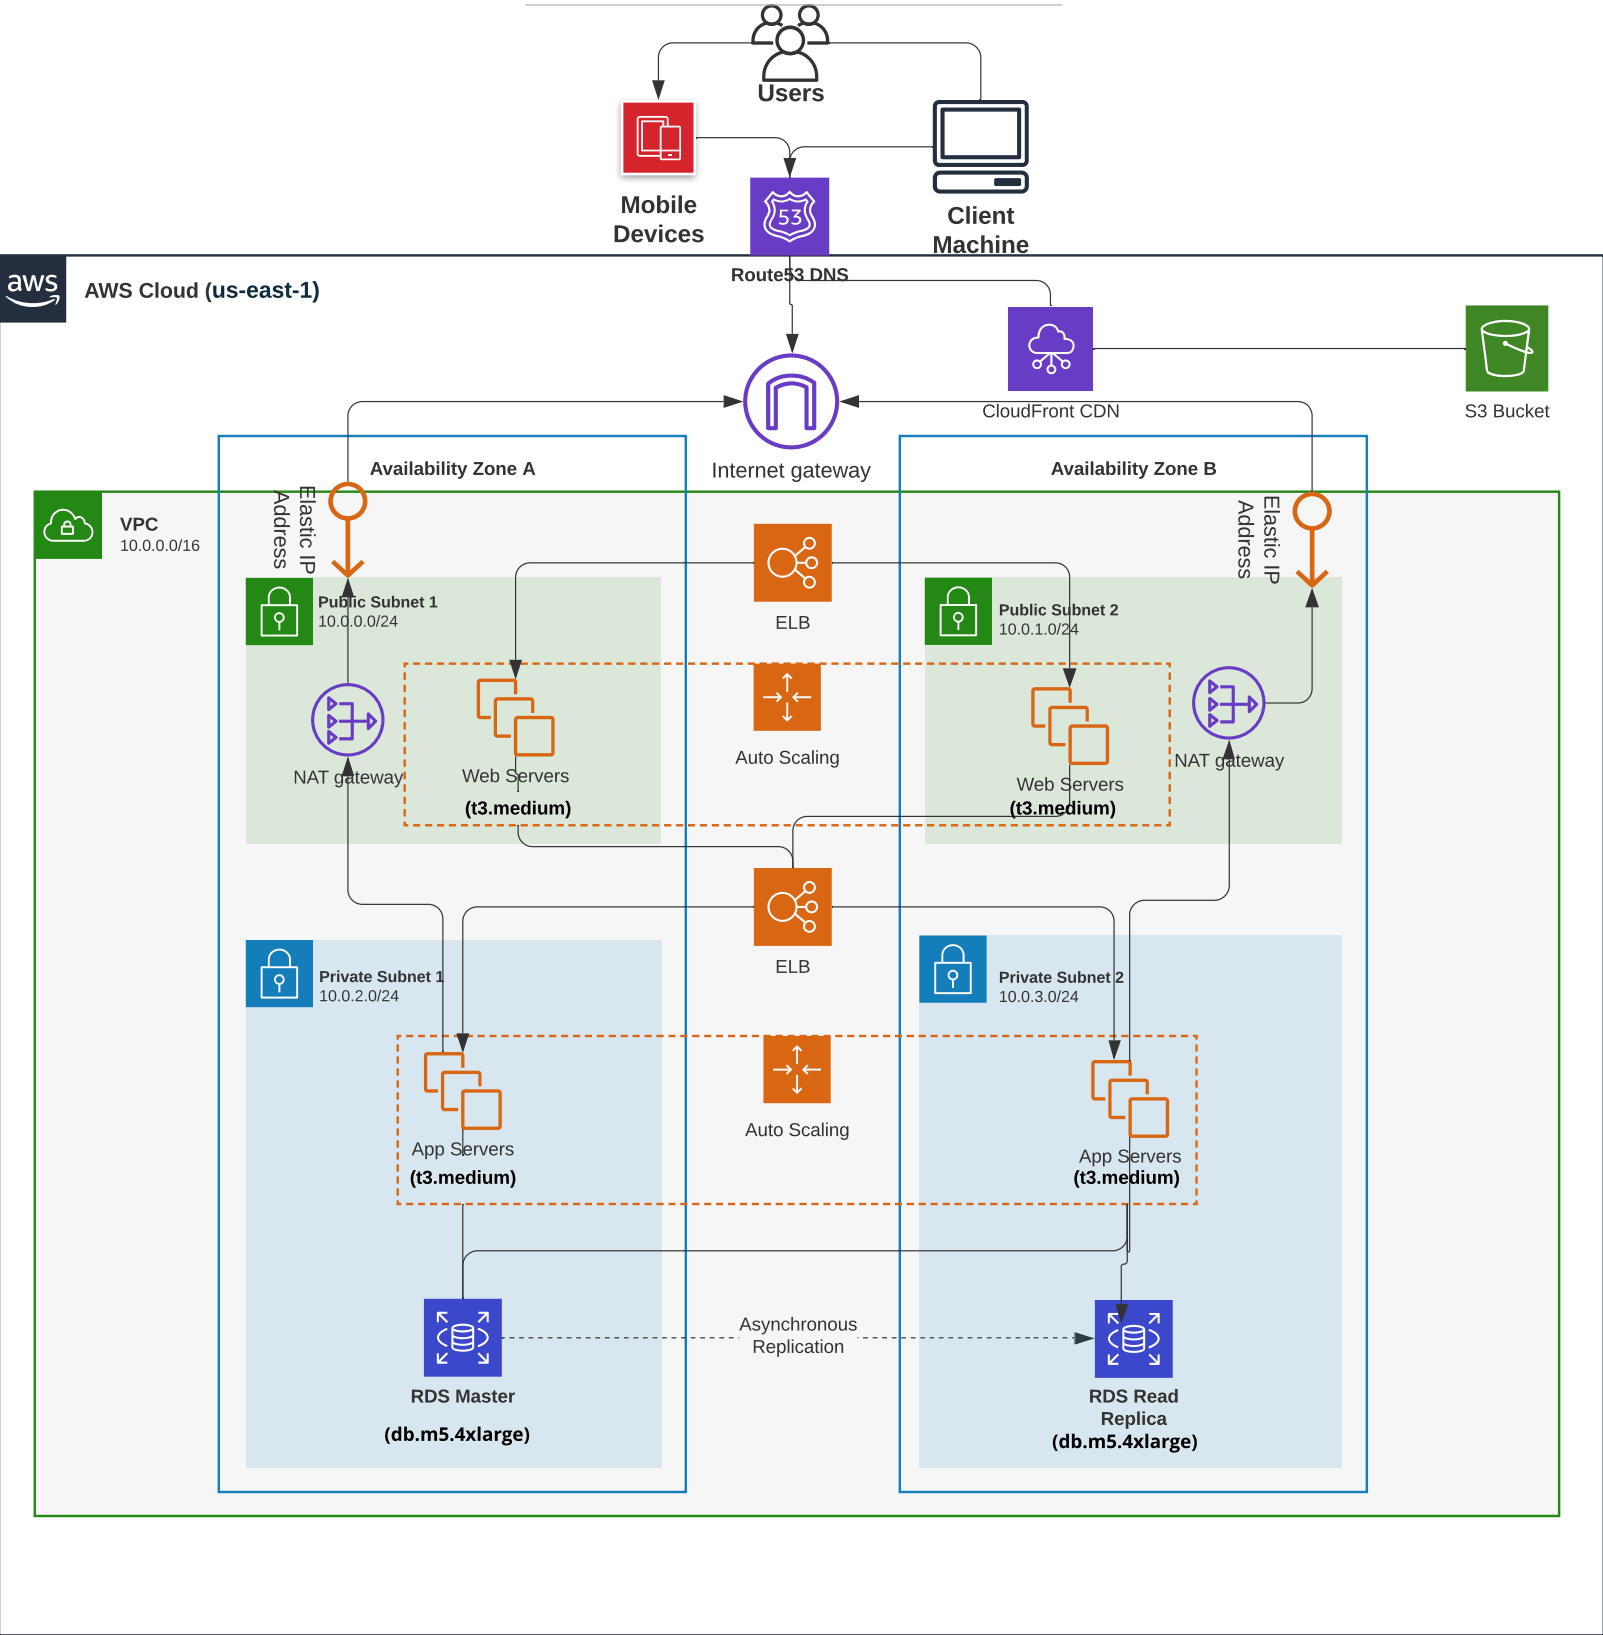 Users
Mobile
Devices
53
Client
Machine
Route53 DNS
aws
AWS Cloud (us-east-1)
CloudFront CDN
S3 Bucket
Internet gateway
Availability Zone A
Availability Zone B
VPC
10.0.0.0/16
Elastic IP
Address
Elastic IP
Address
Public Subnet 1
10.0.0.0/24
ELB
Public Subnet 2
10.0.1.0/24
NAT gateway
Web Servers
(t3.medium)
Auto Scaling
Web Servers
(t3.medium)
NAT gateway
ELB
Private Subnet 1
10.0.2.0/24
Private Subnet 2
10.0.3.0/24
App Servers
(t3.medium)
Auto Scaling
App Servers
(t3.medium)
Asynchronous
Replication
RDS Master
(db.m5.4xlarge)
RDS Read
Replica
(db.m5.4xlarge)